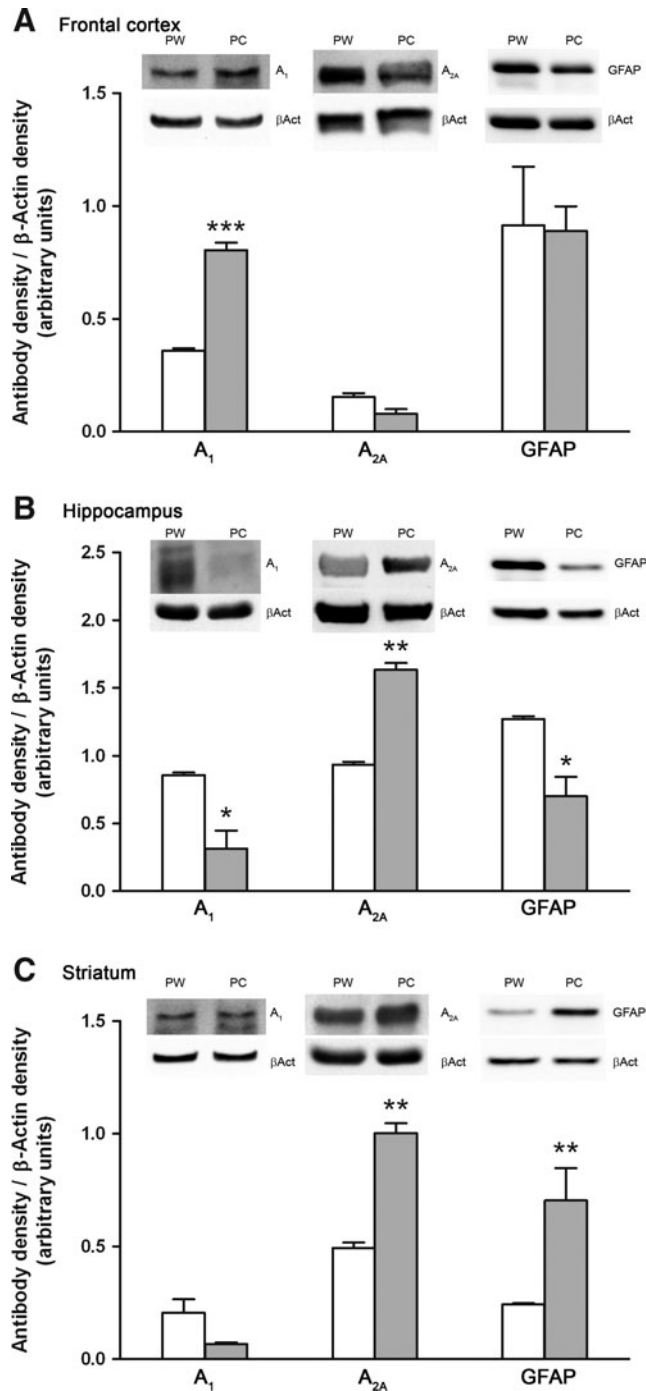 A Frontal cortex
PW PC PW PC PW PC
A1 A2A GFAP
βAct βAct βAct
Antibody density / β-Actin density
(arbitrary units)
1.5
1.0
0.5
0.0
***
A1 A2A GFAP
B Hippocampus
PW PC PW PC PW PC
A1 A2A GFAP
βAct βAct βAct
Antibody density / β-Actin density
(arbitrary units)
2.5
2.0
1.5
1.0
0.5
0.0
* ** *
A1 A2A GFAP
C Striatum
PW PC PW PC PW PC
A1 A2A GFAP
βAct βAct βAct
Antibody density / β-Actin density
(arbitrary units)
1.5
1.0
0.5
0.0
** **
A1 A2A GFAP